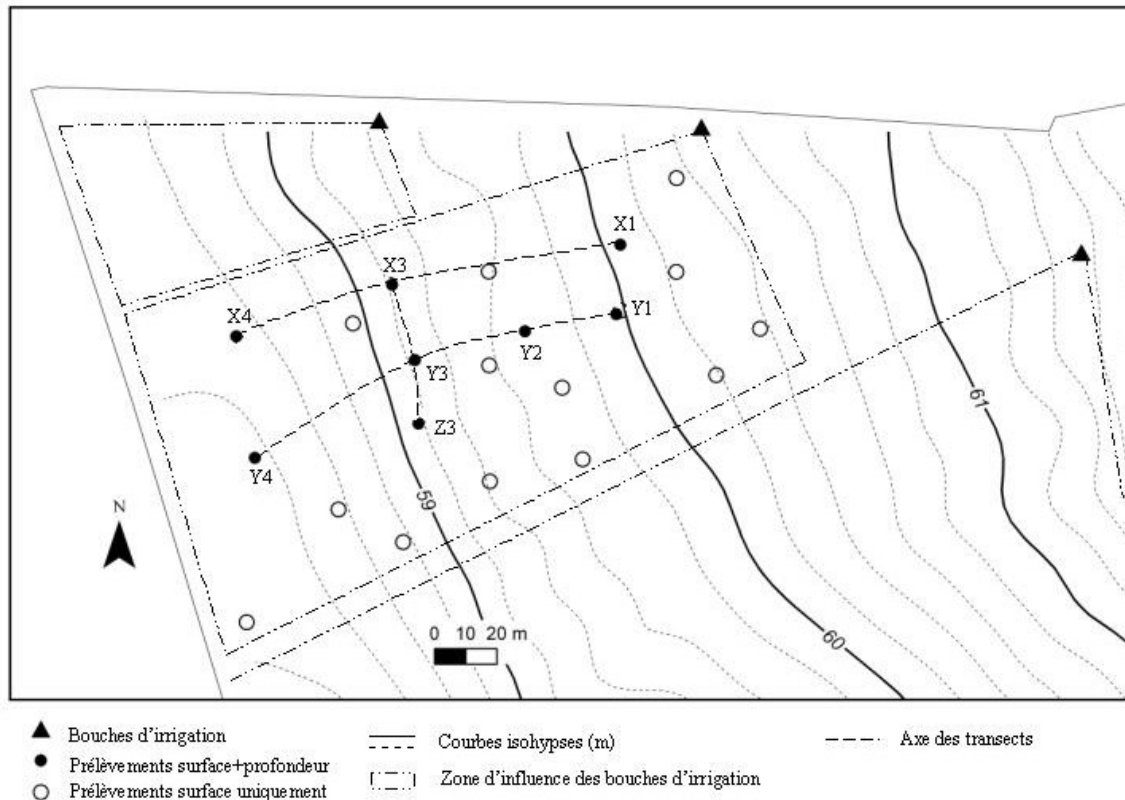 X1
X3
X4
Y1
Y2
Y3
Z3
Y4
61
59
60
N
0 10 20 m
Bouches d'irrigation
Prélèvements surface+profondeur
Prélèvements surface uniquement
Courbes isohypses (m)
Zone d'influence des bouches d'irrigation
Axe des transects